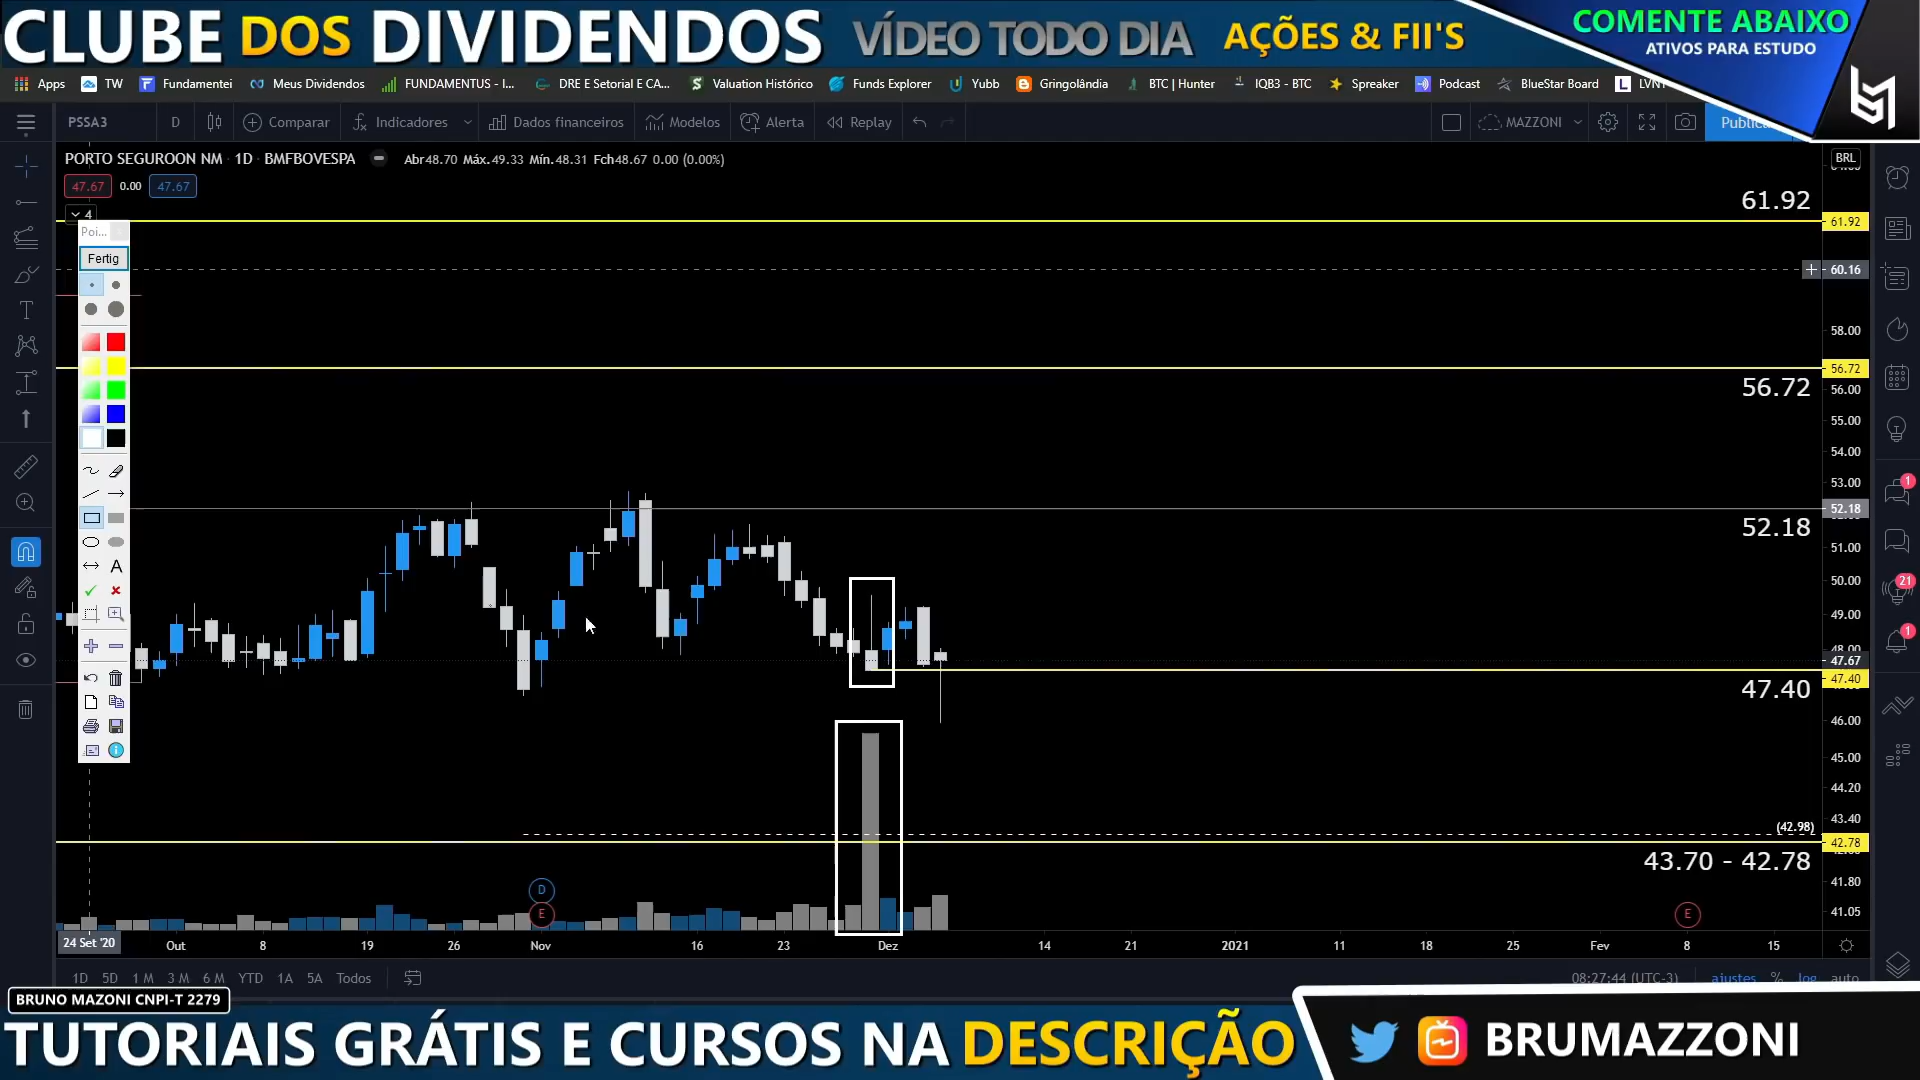 CLUBE DOS DIVIDENDOS VÍDEO TODO DIA AÇÕES & FII'S
COMENTE ABAIXO
ATIVOS PARA ESTUDO
Apps TW Fundamentei Meus Dividendos FUNDAMENTUS - I... DRE E Setorial E CA... Valuation Histórico Funds Explorer Yubb Gringolândia BTC | Hunter IQB3 - BTC Spreaker Podcast BlueStar Board
PSSA3 D Comparar Indicadores Dados financeiros Modelos Alerta Replay MAZZONI
PORTO SEGUROON NM · 1D · BMFBOVESPA Abr48.70 Máx.49.33 Mín.48.31 Fch48.67 0.00 (0.00%)
BRL
47.67 0.00 47.67
4
61.92
61.92
Poi...
Fertig
60.16
58.00
56.72
56.72
56.00
55.00
54.00
53.00
52.18
52.18
51.00
50.00
A
49.00
47.67
47.40
47.40
46.00
45.00
44.20
43.40
(42.98)
42.78
43.70 - 42.78
41.80
41.05
D
E
E
1
21
1
24 Set '20 Out 8 19 26 Nov 16 23 Dez 14 21 2021 11 18 25 Fev 8 15
1D 5D 1M 3M 6M YTD 1A 5A Todos
08:27:44 (UTC-3) ajustes % log auto
BRUNO MAZONI CNPI-T 2279
TUTORIAIS GRÁTIS E CURSOS NA DESCRIÇÃO
BRUMAZZONI